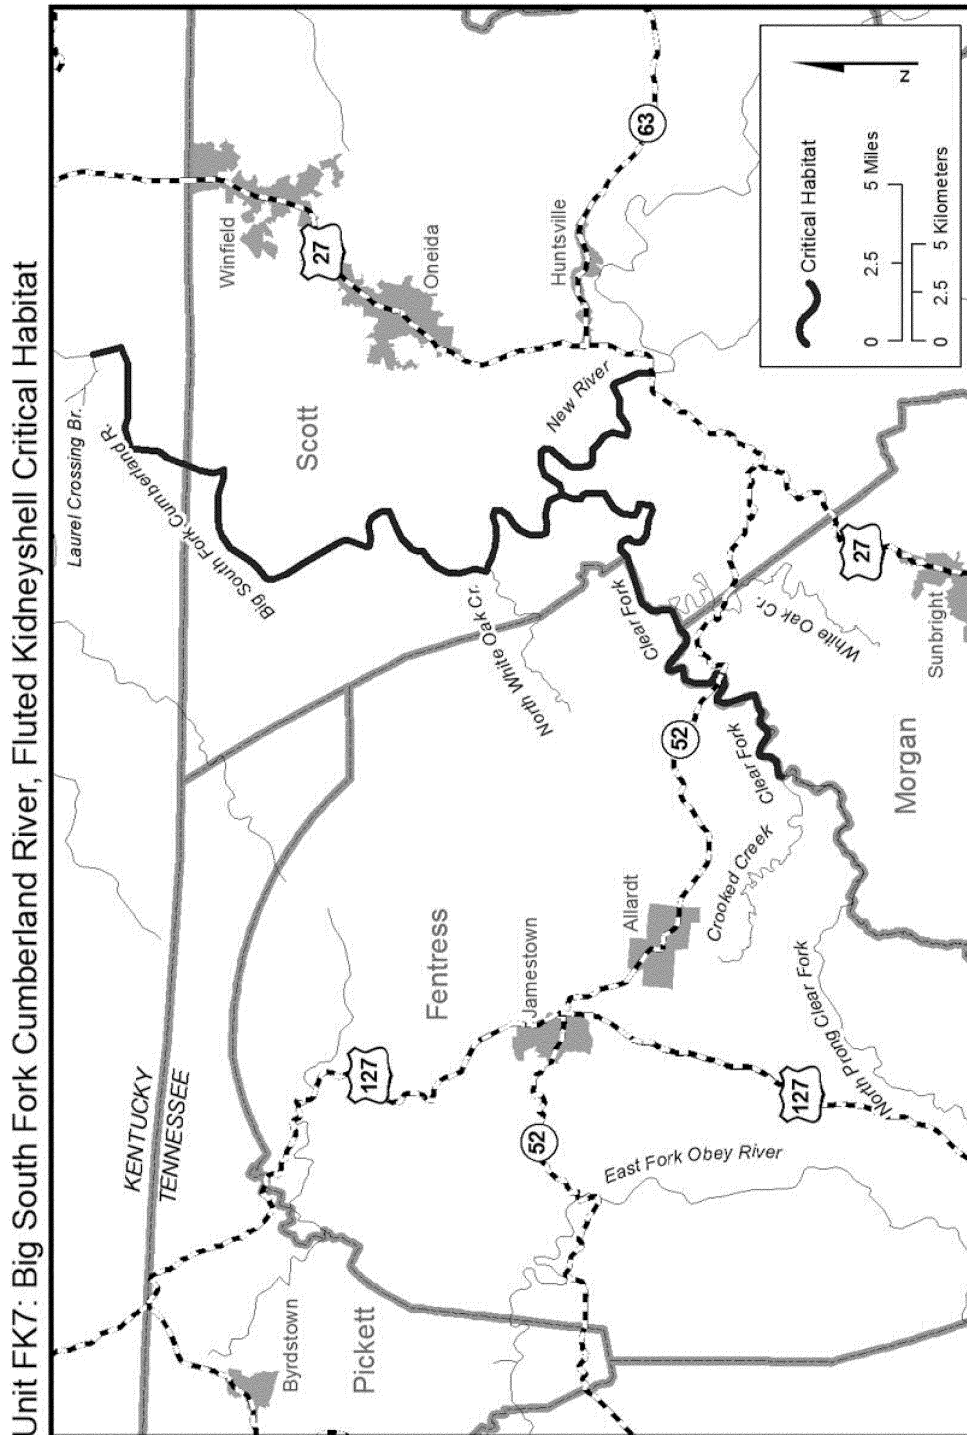 Unit FK7: Big South Fork Cumberland River, Fluted Kidneyshell Critical Habitat
KENTUCKY
TENNESSEE
Laurel Crossing Br.
Big South Fork Cumberland R.
Winfield
27
Oneida
Scott
Byrdstown
Pickett
127
Fentress
Jamestown
52
Allardt
North White Oak Cr.
New River
Huntsville
63
Clear Fork
52
Clear Fork
Crooked Creek
White Oak Cr.
27
Sunbright
Morgan
East Fork Obey River
127
North Prong Clear Fork
Critical Habitat
0 2.5 5 Miles
0 2.5 5 Kilometers
N